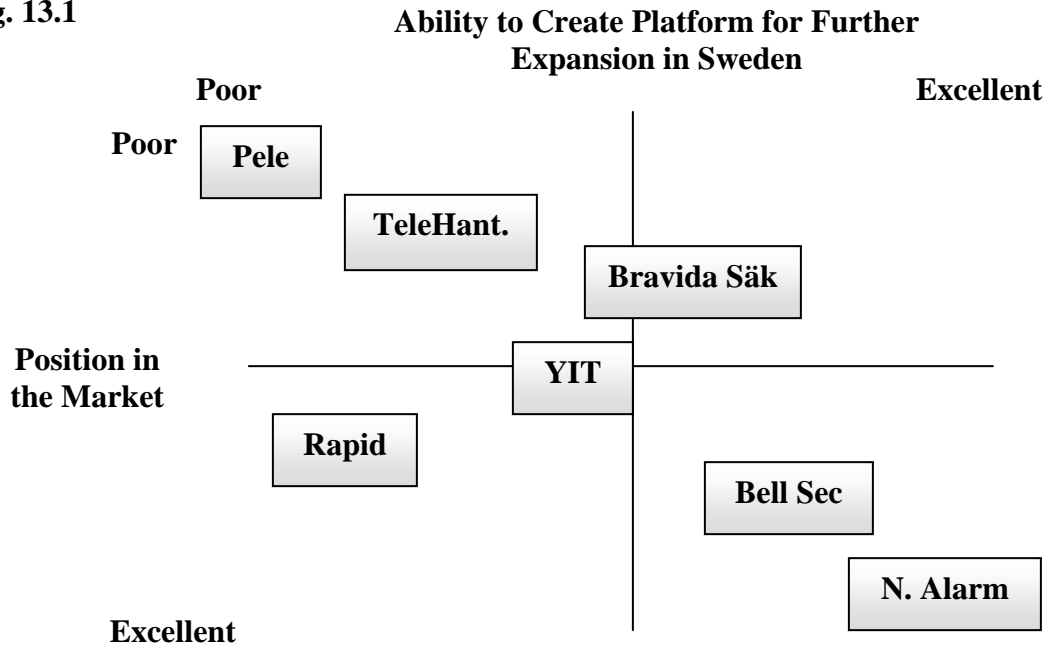 g. 13.1
Ability to Create Platform for Further
Expansion in Sweden
Poor
Excellent
Poor
Pele
TeleHant.
Bravida Säk
Position in
the Market
YIT
Rapid
Bell Sec
N. Alarm
Excellent